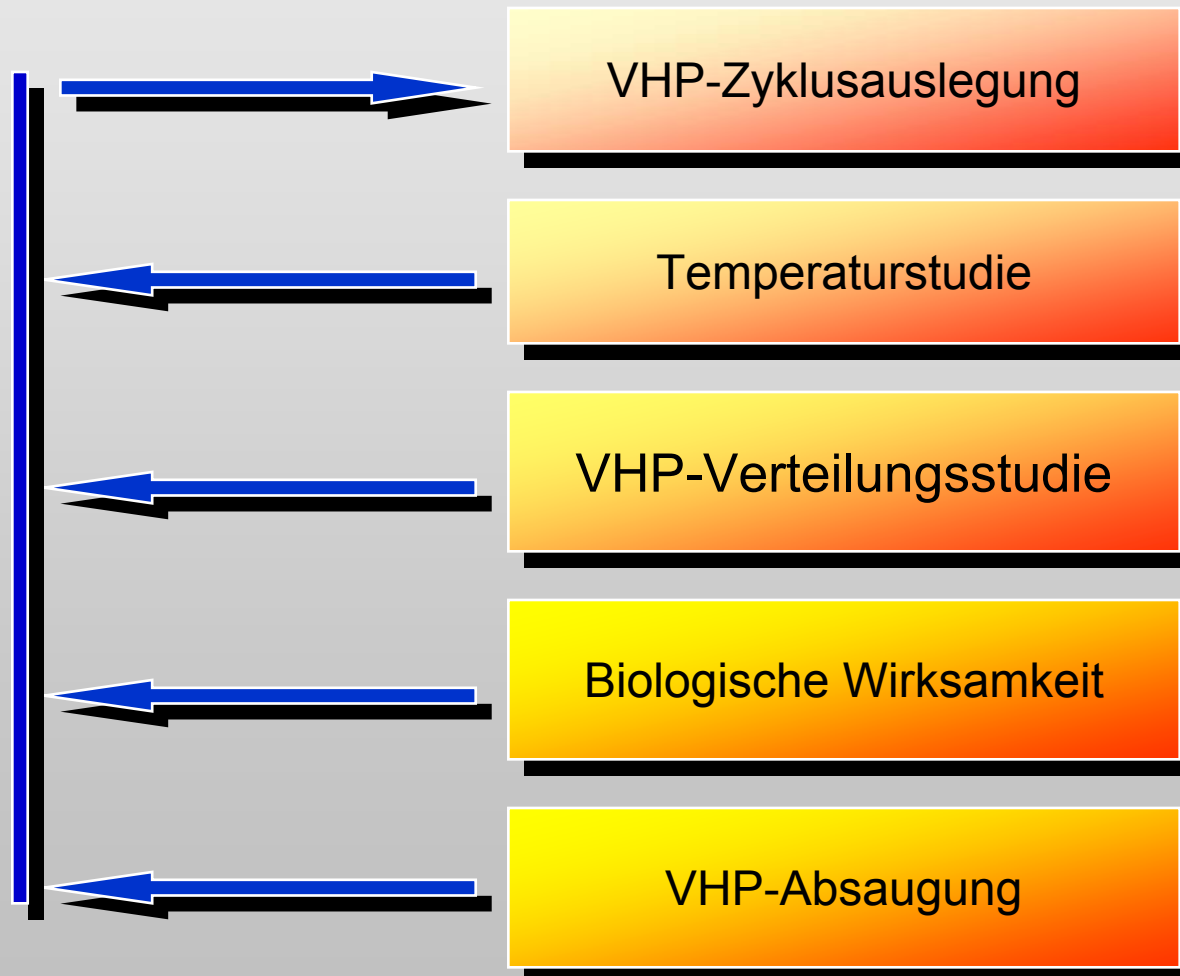 VHP-Zyklusauslegung
Temperaturstudie
VHP-Verteilungsstudie
Biologische Wirksamkeit
VHP-Absaugung